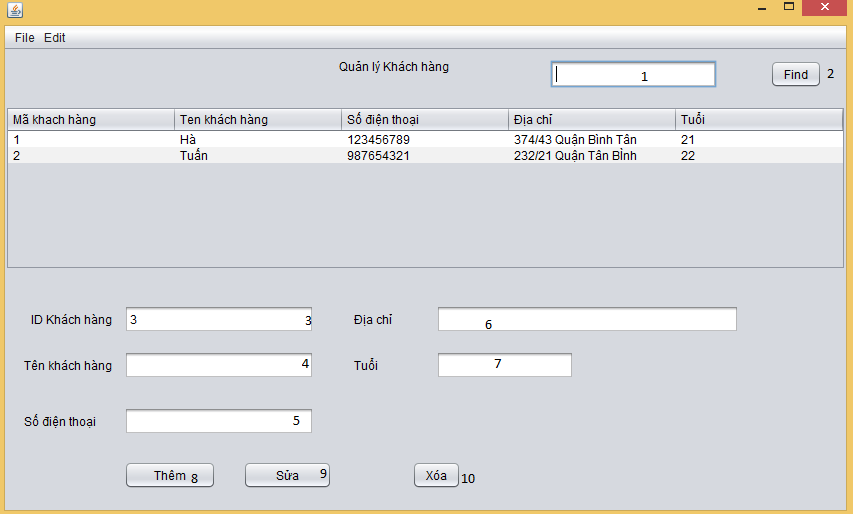 File Edit
Quản lý Khách hàng 1 Find 2
Mã khach hàng Ten khách hàng Số điện thoại Địa chỉ Tuổi
1 Hà 123456789 374/43 Quận Bình Tân 21
2 Tuấn 987654321 232/21 Quận Tân Bình 22
ID Khách hàng 3 3 Địa chỉ 6
Tên khách hàng 4 Tuổi 7
Số điện thoại 5
Thêm 8 Sửa 9 Xóa 10